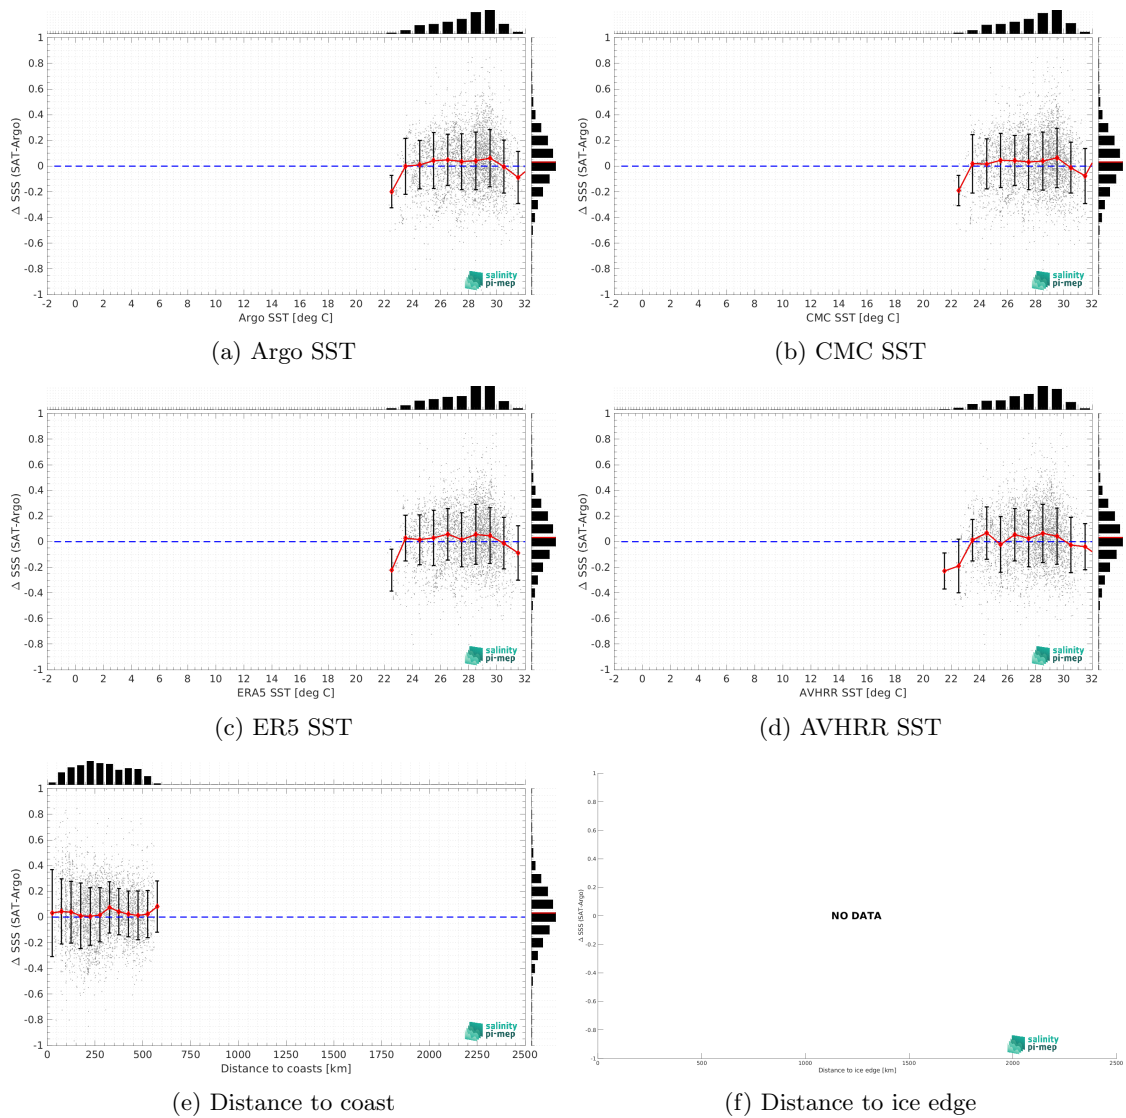 1
0.8
0.6
0.4
0.2
0
-0.2
-0.4
-0.6
-0.8
-1
Δ SSS (SAT-Argo)
salinity
pi-mep
-2 0 2 4 6 8 10 12 14 16 18 20 22 24 26 28 30 32
Argo SST [deg C]
(a) Argo SST
1
0.8
0.6
0.4
0.2
0
-0.2
-0.4
-0.6
-0.8
-1
Δ SSS (SAT-Argo)
salinity
pi-mep
-2 0 2 4 6 8 10 12 14 16 18 20 22 24 26 28 30 32
CMC SST [deg C]
(b) CMC SST
1
0.8
0.6
0.4
0.2
0
-0.2
-0.4
-0.6
-0.8
-1
Δ SSS (SAT-Argo)
salinity
pi-mep
-2 0 2 4 6 8 10 12 14 16 18 20 22 24 26 28 30 32
ERA5 SST [deg C]
(c) ER5 SST
1
0.8
0.6
0.4
0.2
0
-0.2
-0.4
-0.6
-0.8
-1
Δ SSS (SAT-Argo)
salinity
pi-mep
-2 0 2 4 6 8 10 12 14 16 18 20 22 24 26 28 30 32
AVHRR SST [deg C]
(d) AVHRR SST
1
0.8
0.6
0.4
0.2
0
-0.2
-0.4
-0.6
-0.8
-1
Δ SSS (SAT-Argo)
salinity
pi-mep
0 250 500 750 1000 1250 1500 1750 2000 2250 2500
Distance to coasts [km]
(e) Distance to coast
1
0.8
0.6
0.4
0.2
0
-0.2
-0.4
-0.6
-0.8
-1
Δ SSS (SAT-Argo)
NO DATA
salinity
pi-mep
0 500 1000 1500 2000 2500
Distance to ice edge [km]
(f) Distance to ice edge